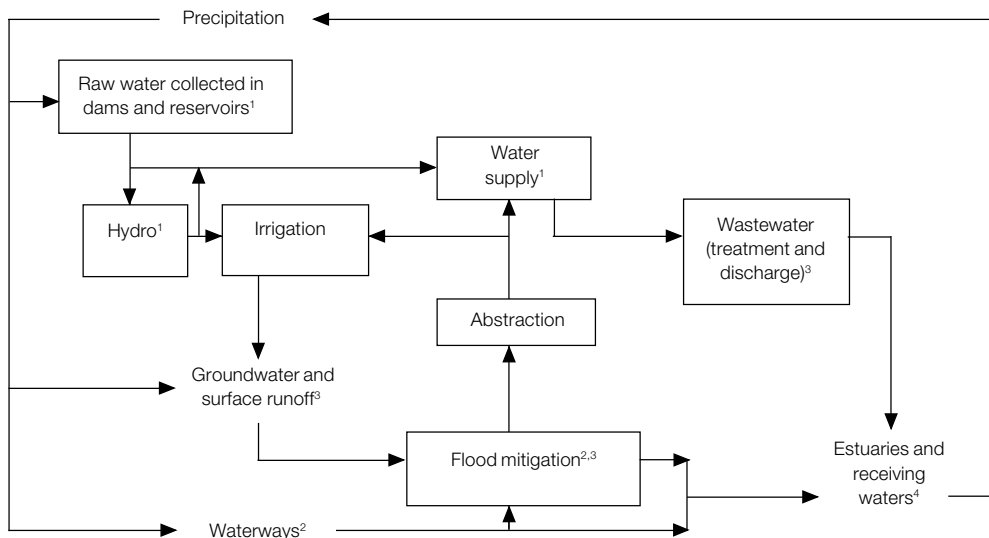 Precipitation
Raw water collected in
dams and reservoirs¹
Water
supply¹
Hydro¹
Irrigation
Wastewater
(treatment and
discharge)³
Abstraction
Groundwater and
surface runoff³
Flood mitigation²,³
Estuaries and
receiving
waters⁴
Waterways²